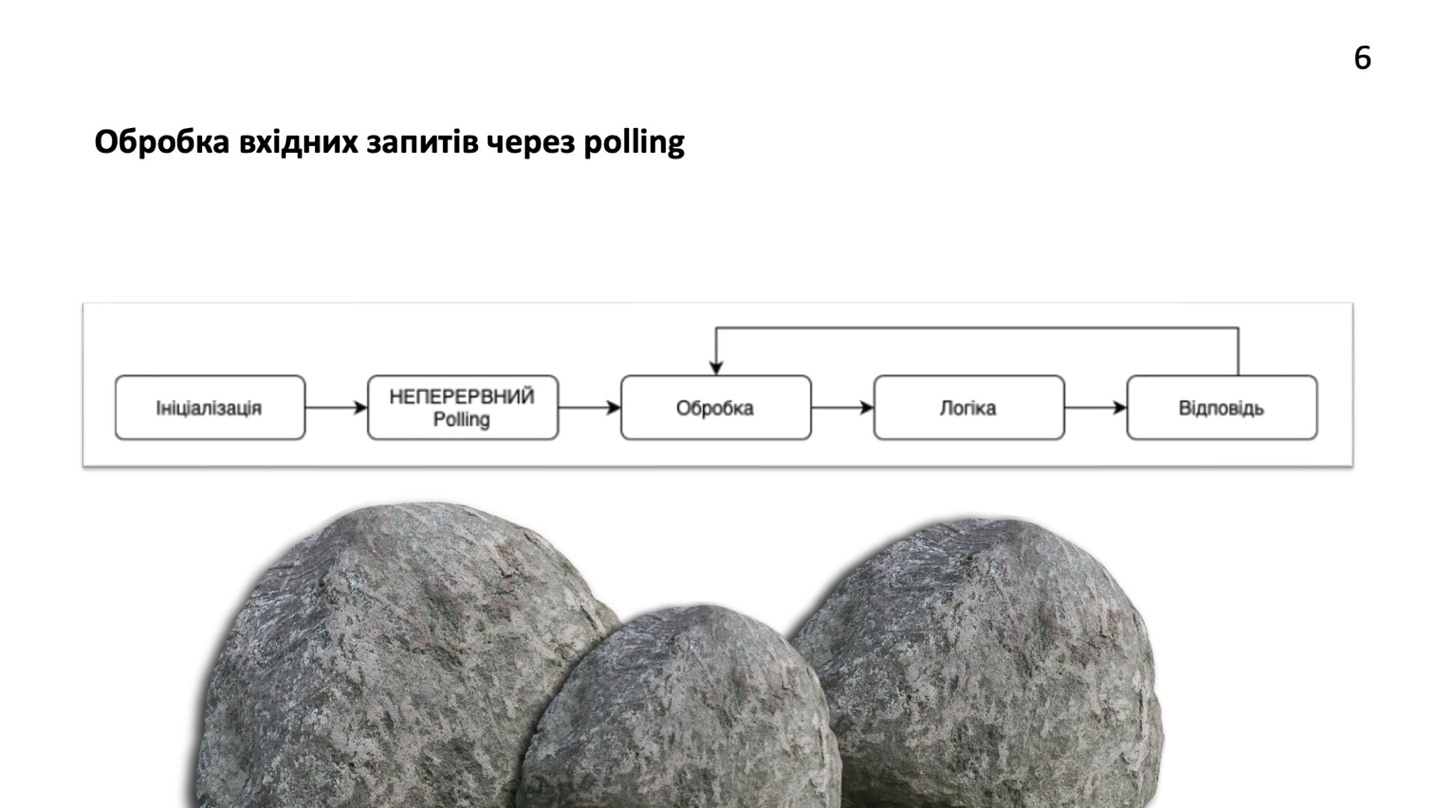 6
Обробка вхідних запитів через polling
Ініціалізація
НЕПЕРЕРВНИЙ
Polling
Обробка
Логіка
Відповідь